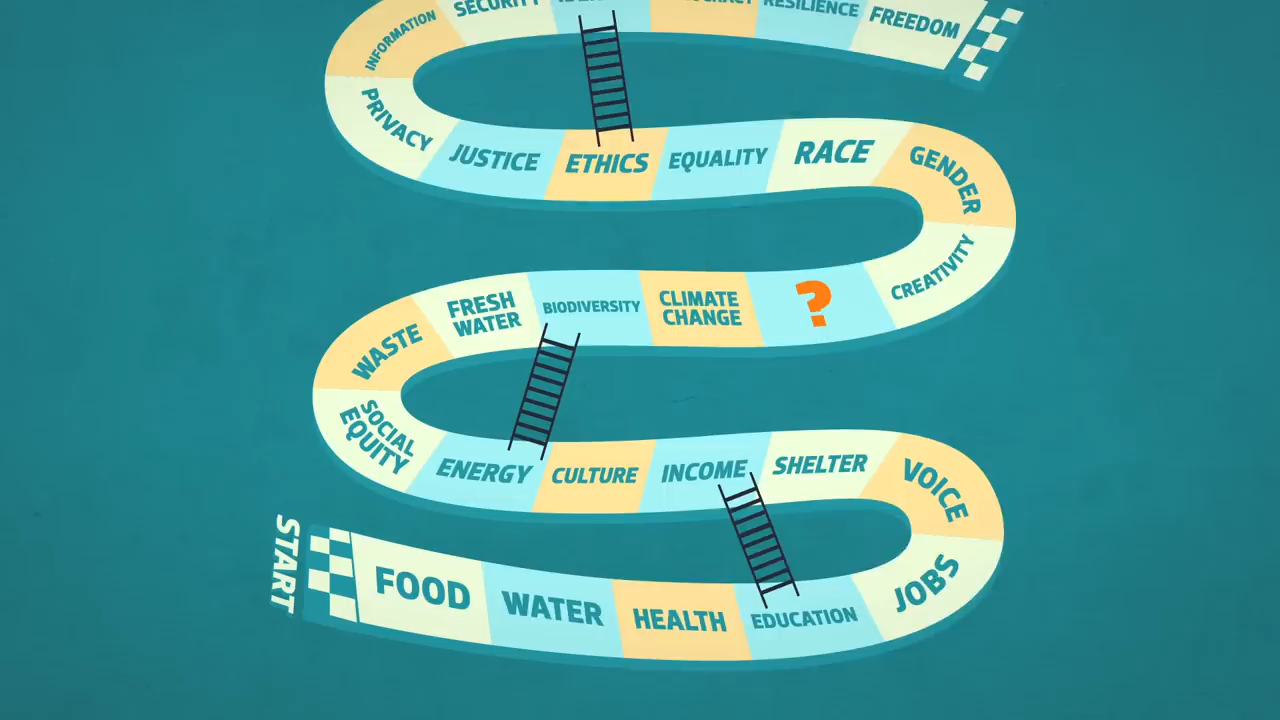 SECURITY
RESILIENCE
FREEDOM
INFORMATION
PRIVACY
JUSTICE
ETHICS
EQUALITY
RACE
GENDER
CREATIVITY
?
CLIMATE
CHANGE
BIODIVERSITY
FRESH
WATER
WASTE
SOCIAL
EQUITY
ENERGY
CULTURE
INCOME
SHELTER
VOICE
JOBS
EDUCATION
HEALTH
WATER
FOOD
START